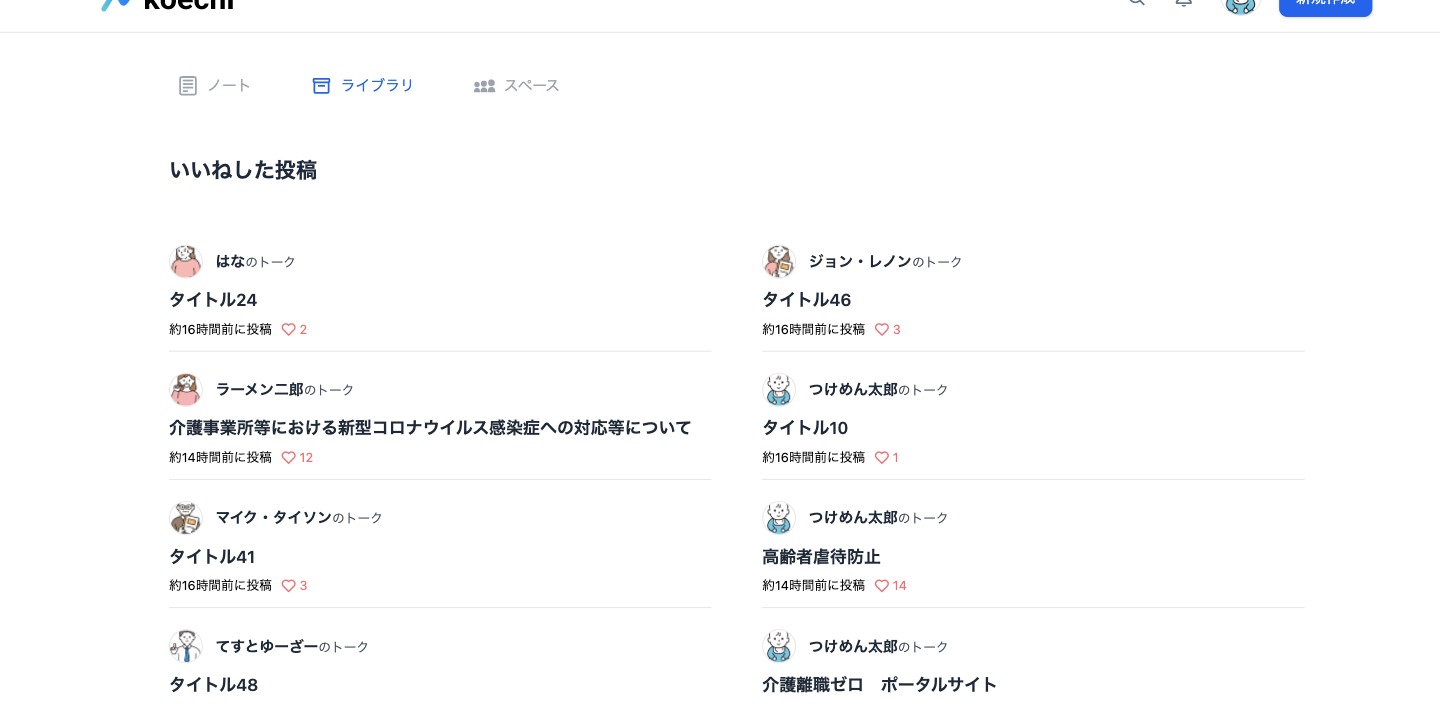 koechi
新規作成
ノート
ライブラリ
スペース
いいねした投稿
はなのトーク
タイトル24
約16時間前に投稿 2
ジョン・レノンのトーク
タイトル46
約16時間前に投稿 3
ラーメン二郎のトーク
介護事業所等における新型コロナウイルス感染症への対応等について
約14時間前に投稿 12
つけめん太郎のトーク
タイトル10
約16時間前に投稿 1
マイク・タイソンのトーク
タイトル41
約16時間前に投稿 3
つけめん太郎のトーク
高齢者虐待防止
約14時間前に投稿 14
てすとゆーざーのトーク
タイトル48
つけめん太郎のトーク
介護離職ゼロ　ポータルサイト